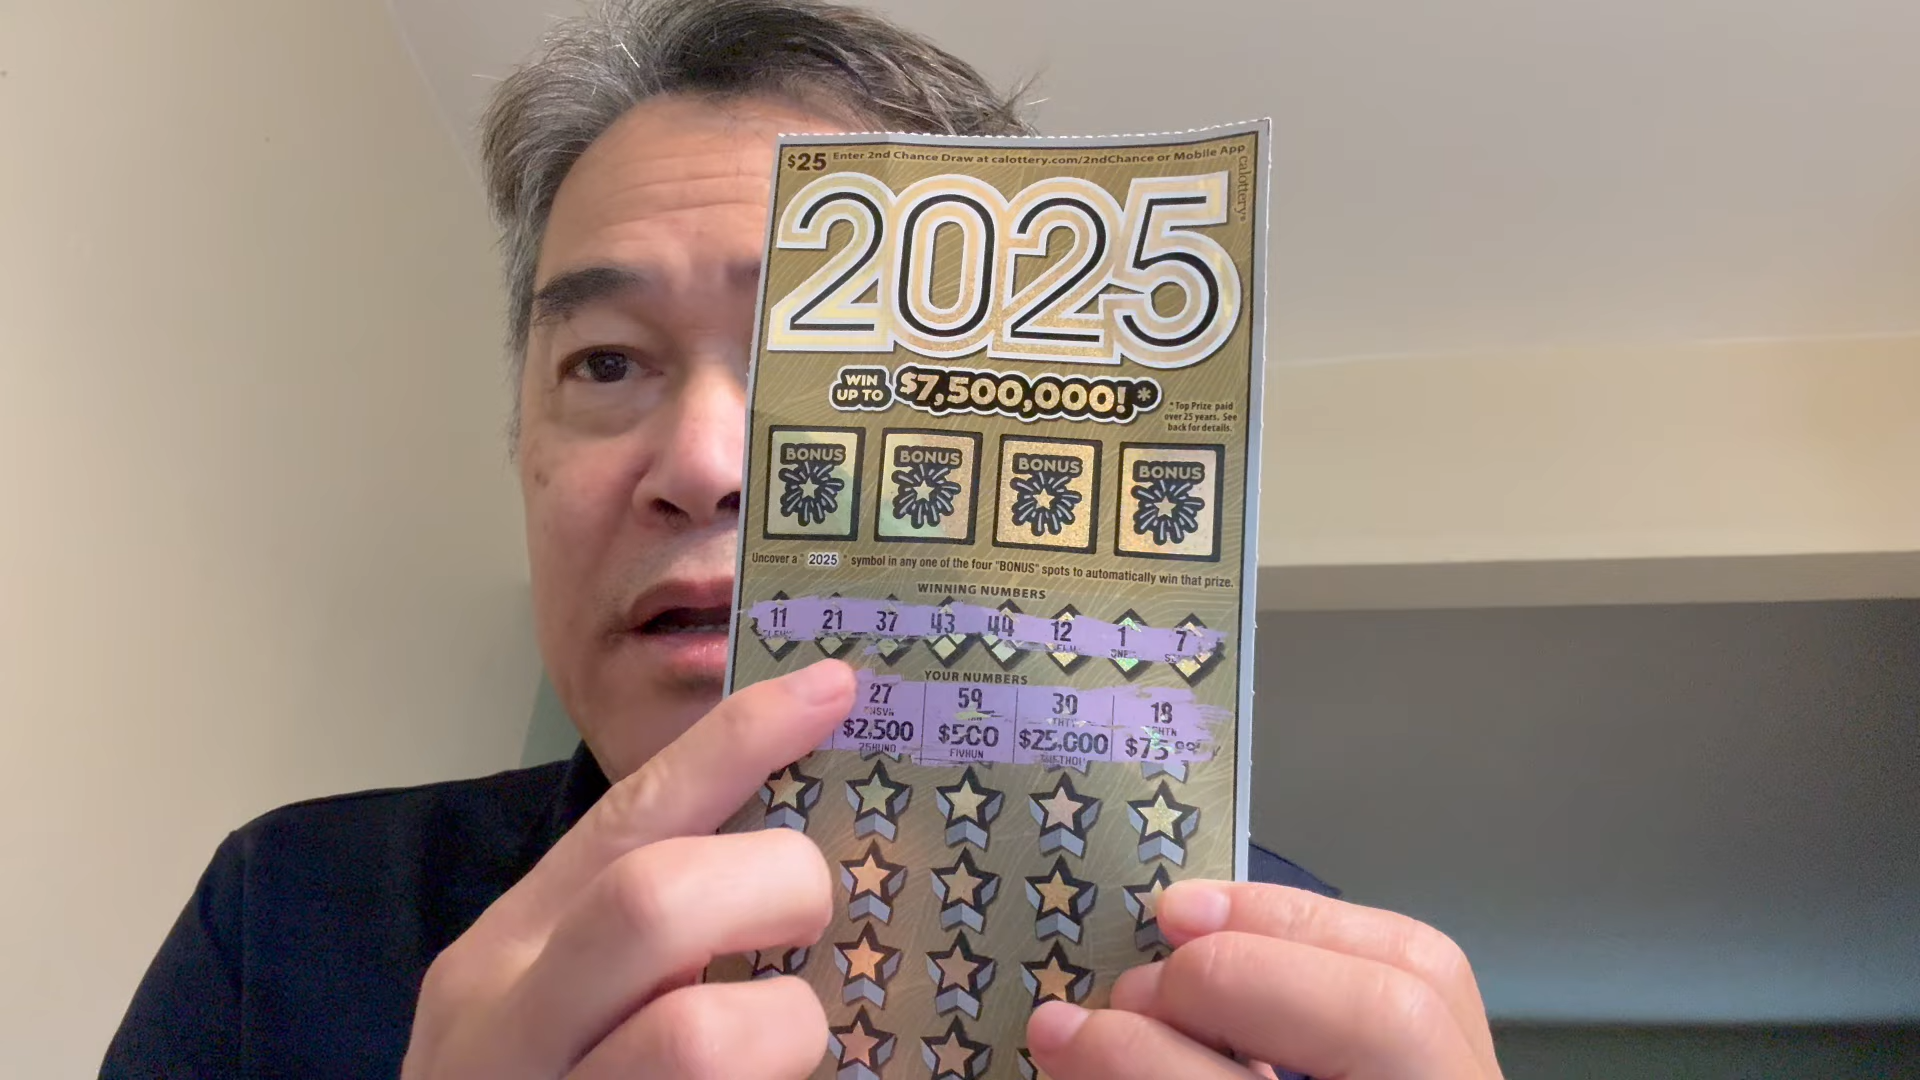 $25 Enter 2nd Chance Draw at calottery.com/2ndChance or Mobile App
calottery
2025
WIN UP TO $7,500,000!*
*Top Prize paid
over 25 years. See
back for details.
BONUS BONUS BONUS BONUS
Uncover a "2025" symbol in any one of the four "BONUS" spots to automatically win that prize.
WINNING NUMBERS
11 21 37 43 44 12 1 7
YOUR NUMBERS
27 59 30 18
$2,500 $500 $25,000
25HUND FIVHUN